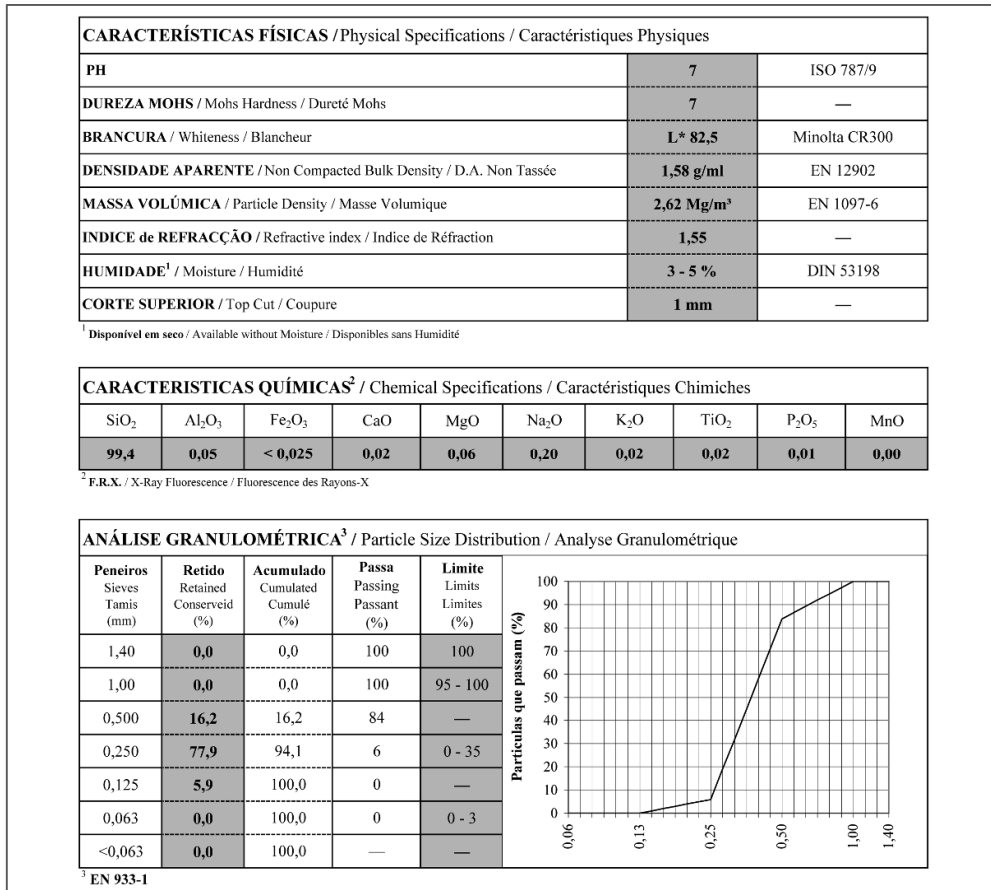 CARACTERÍSTICAS FÍSICAS /Physical Specifications / Caractéristiques Physiques
PH 7 ISO 787/9
DUREZA MOHS / Mohs Hardness / Dureté Mohs 7 —
BRANCURA / Whiteness / Blancheur L* 82,5 Minolta CR300
DENSIDADE APARENTE / Non Compacted Bulk Density / D.A. Non Tassée 1,58 g/ml EN 12902
MASSA VOLÚMICA / Particle Density / Masse Volumique 2,62 Mg/m³ EN 1097-6
INDICE de REFRACÇÃO / Refractive index / Indice de Réfraction 1,55 —
HUMIDADE¹ / Moisture / Humidité 3 - 5 % DIN 53198
CORTE SUPERIOR / Top Cut / Coupure 1 mm —
¹ Disponível em seco / Available without Moisture / Disponibles sans Humidité
CARACTERISTICAS QUÍMICAS² / Chemical Specifications / Caractéristiques Chimiches
SiO₂ Al₂O₃ Fe₂O₃ CaO MgO Na₂O K₂O TiO₂ P₂O₅ MnO
99,4 0,05 < 0,025 0,02 0,06 0,20 0,02 0,02 0,01 0,00
² F.R.X. / X-Ray Fluorescence / Fluorescence des Rayons-X
ANÁLISE GRANULOMÉTRICA³ / Particle Size Distribution / Analyse Granulométrique
Peneiros Retido Acumulado Passa Limite
Sieves Retained Cumulated Passing Limits
Tamis Conserveid Cumulé Passant Limites
(mm) (%) (%) (%) (%)
1,40 0,0 0,0 100 100
1,00 0,0 0,0 100 95 - 100
0,500 16,2 16,2 84 —
0,250 77,9 94,1 6 0 - 35
0,125 5,9 100,0 0 —
0,063 0,0 100,0 0 0 - 3
<0,063 0,0 100,0 — —
Particulas que passam (%)
100
90
80
70
60
50
40
30
20
10
0
0,06 0,13 0,25 0,50 1,00 1,40
³ EN 933-1